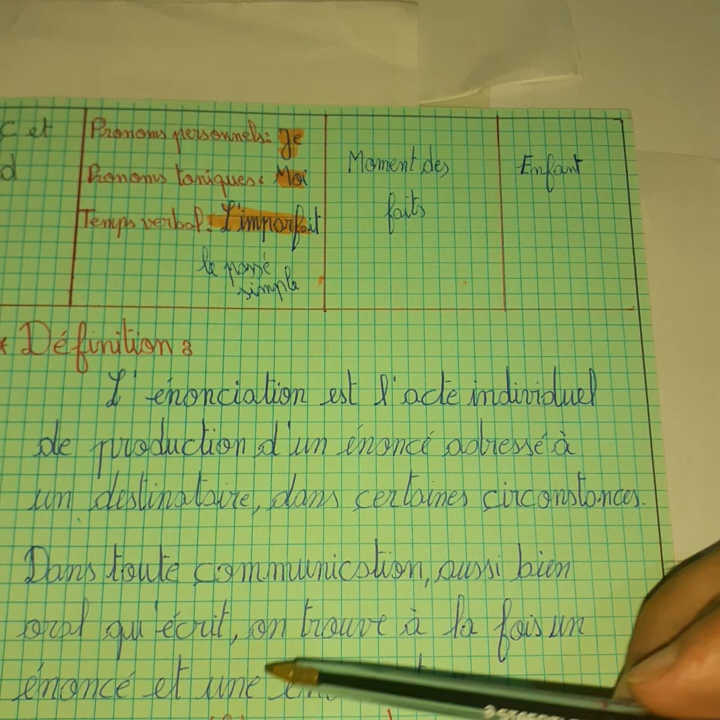 c et
d
Pronoms personnels: Je
Pronoms toniques: Moi
Temps verbal: L'imparfait
le passé
simple
Moment des
faits
Enfant
* Définition :
L'énonciation est l'acte individuel
de production d'un énoncé adressé à
un destinataire, dans certaines circonstances.
Dans toute communication, aussi bien
oral qu'écrit, on trouve à la fois un
énoncé et une